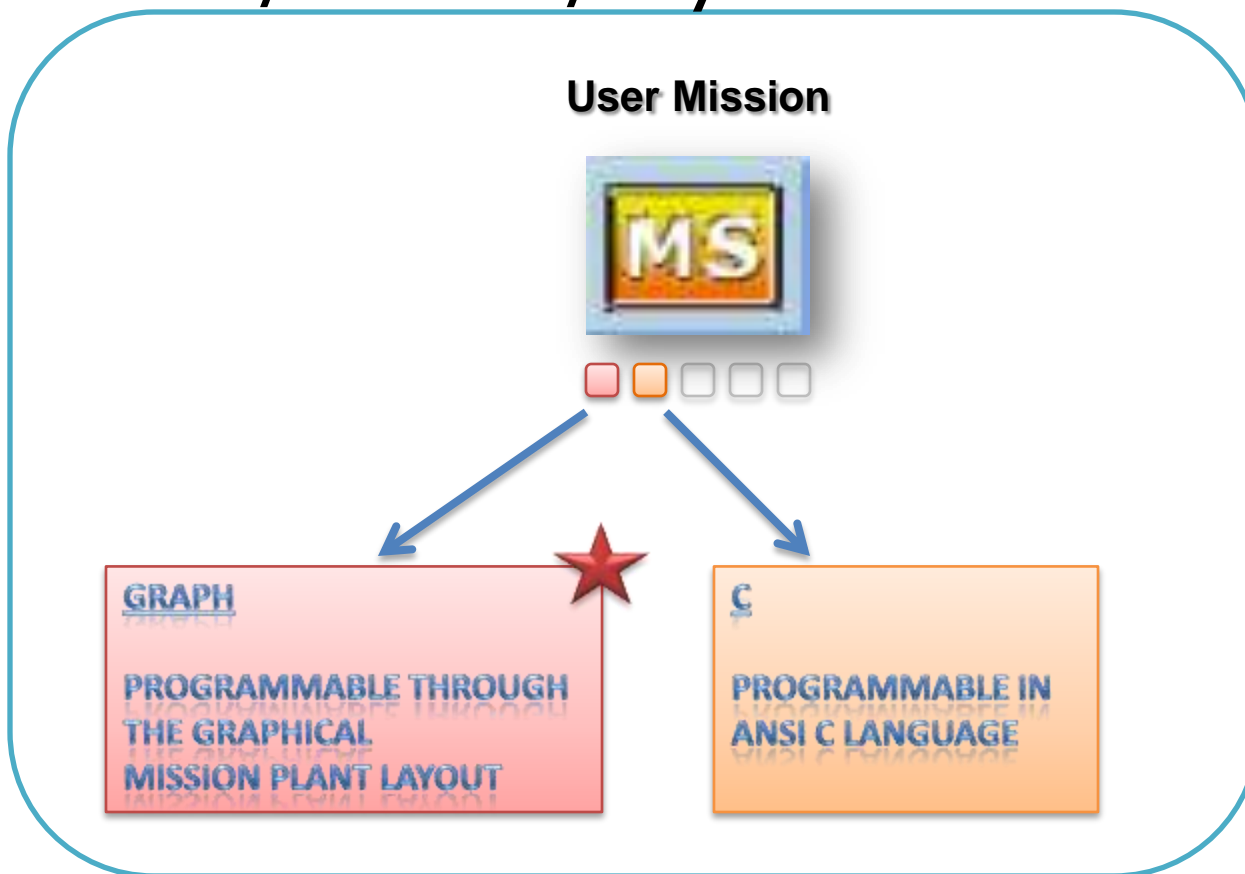 User Mission
MS
GRAPH
PROGRAMMABLE THROUGH
THE GRAPHICAL
MISSION PLANT LAYOUT
C
PROGRAMMABLE IN
ANSI C LANGUAGE